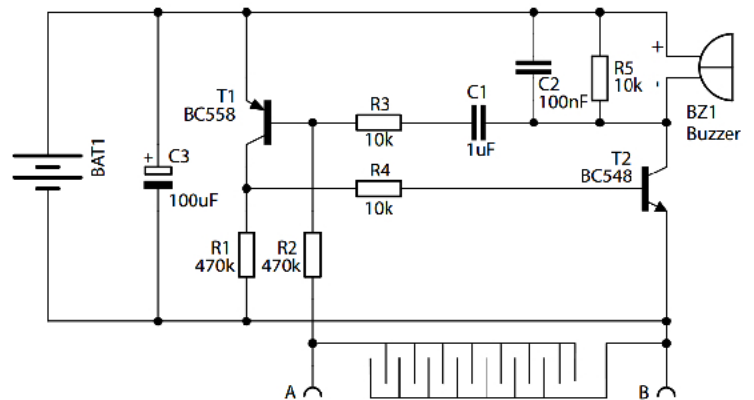 T1
BC558
R3
10k
C1
1uF
C2
100nF
R5
10k
+
-
BZ1
Buzzer
BAT1
+
C3
100uF
R4
10k
T2
BC548
R1
470k
R2
470k
A
B